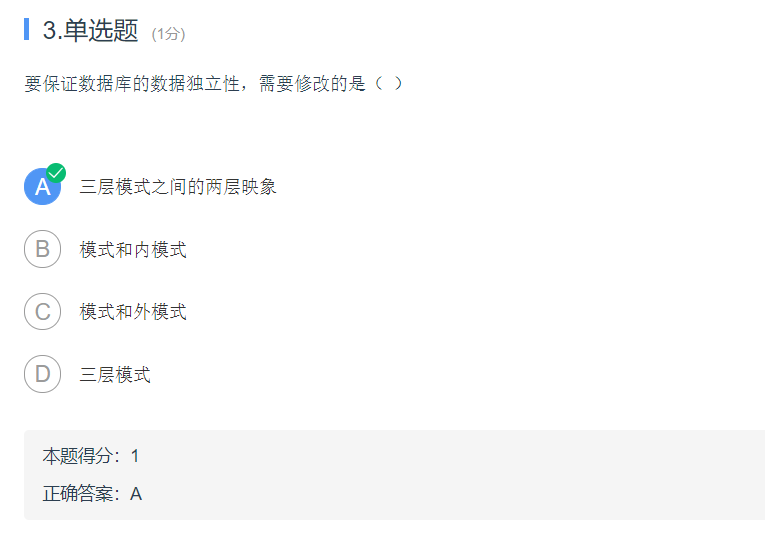 3.单选题 (1分)
要保证数据库的数据独立性，需要修改的是（ ）
A 三层模式之间的两层映象
B 模式和内模式
C 模式和外模式
D 三层模式
本题得分：1
正确答案：A